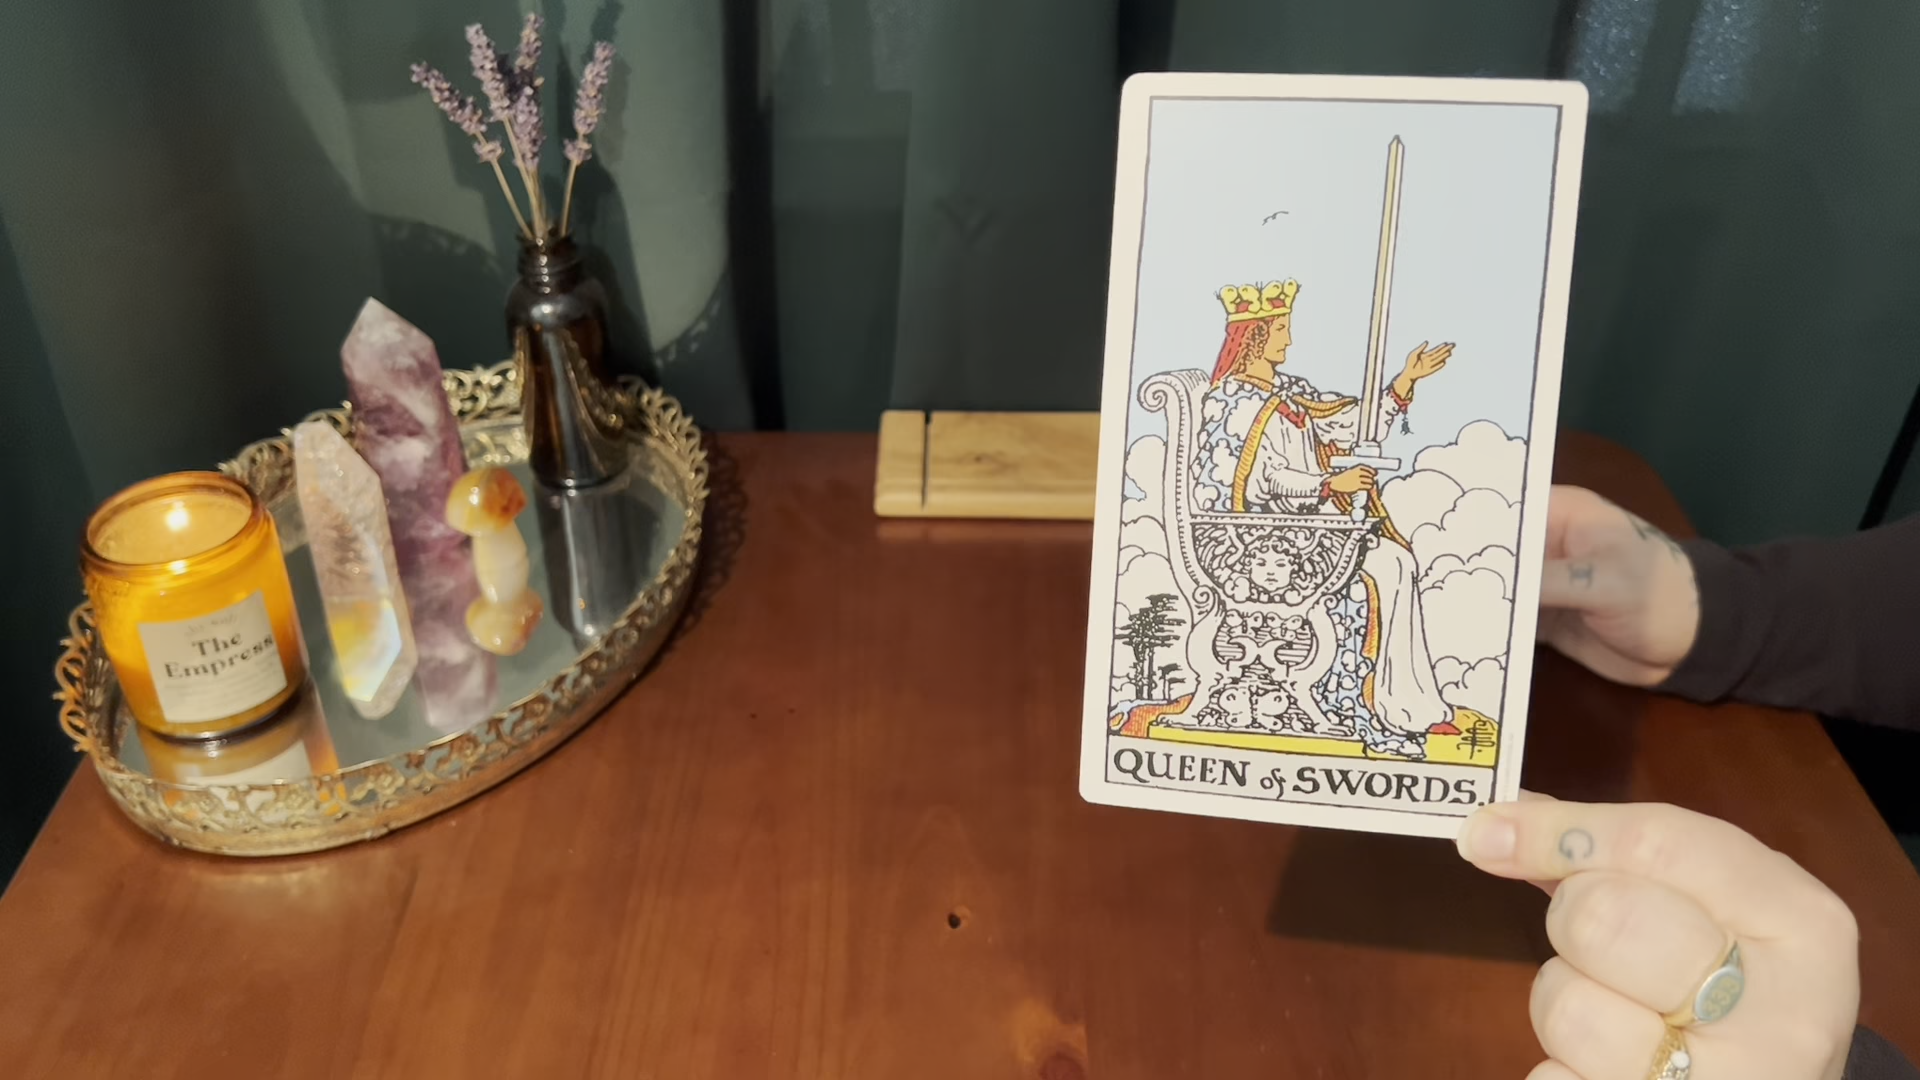 The
Empress
QUEEN of SWORDS.